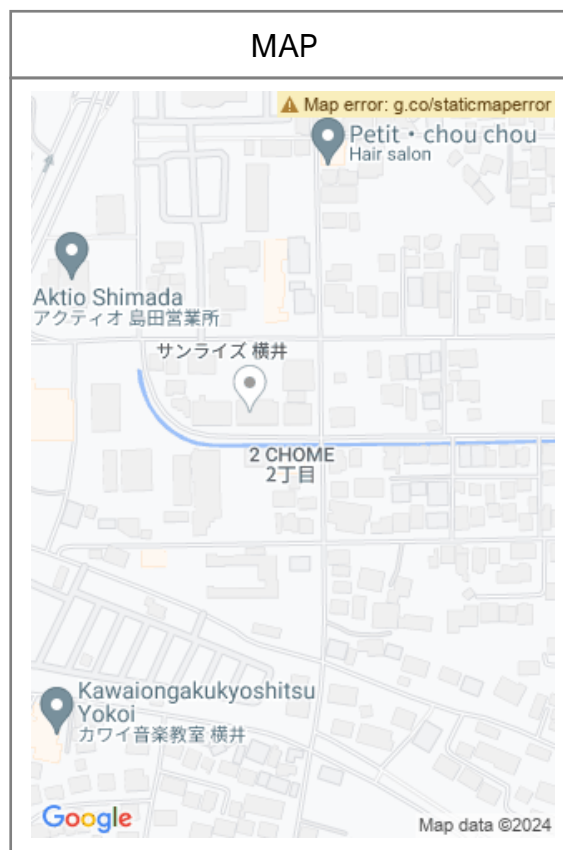 MAP
Map error: g.co/staticmaperror
Petit・chou chou
Hair salon
Aktio Shimada
アクティオ 島田営業所
サンライズ 横井
2 CHOME
2丁目
Kawaiongakukyoshitsu
Yokoi
カワイ音楽教室 横井
Google
Map data ©2024